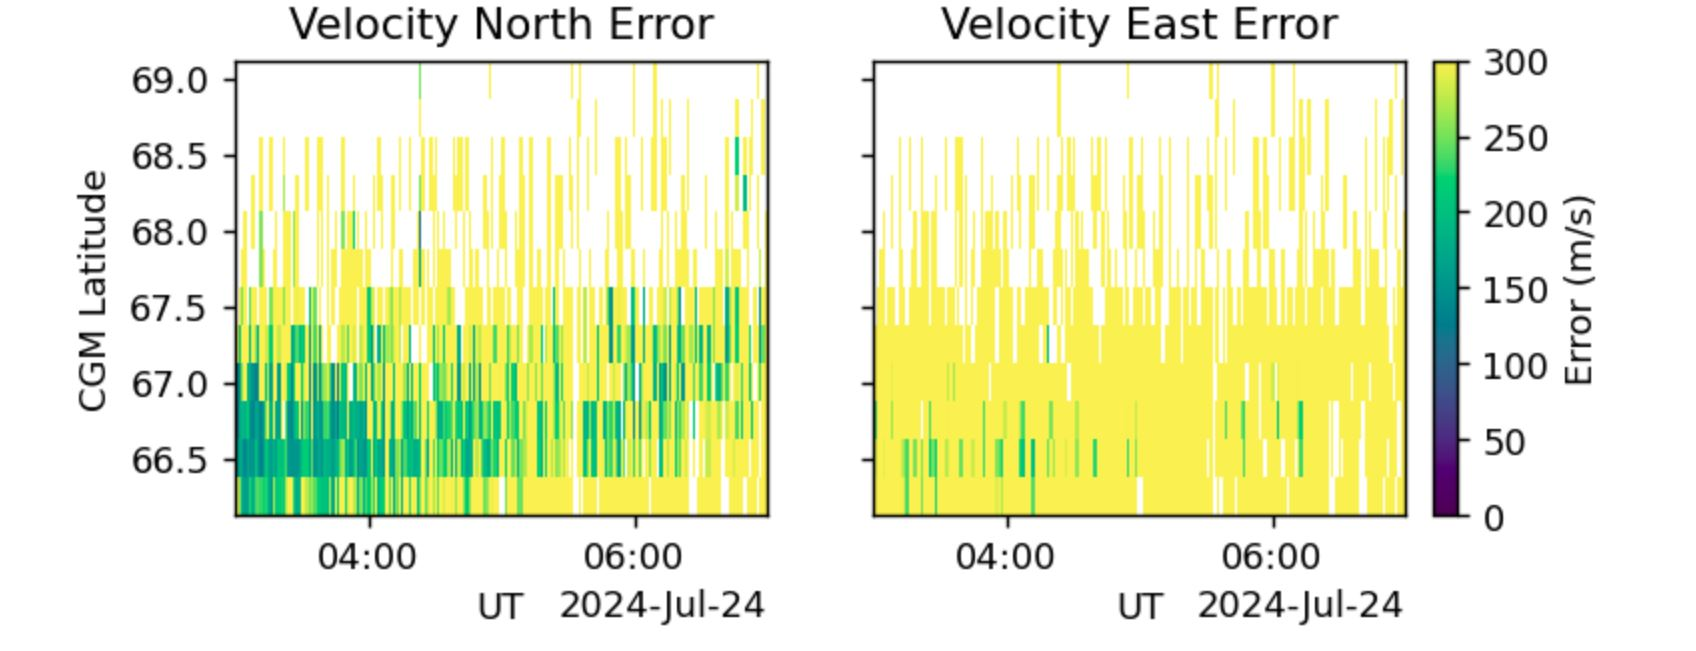 Velocity North Error
Velocity East Error
CGM Latitude
69.0
68.5
68.0
67.5
67.0
66.5
04:00
06:00
UT 2024-Jul-24
04:00
06:00
UT 2024-Jul-24
300
250
200
150
100
50
0
Error (m/s)